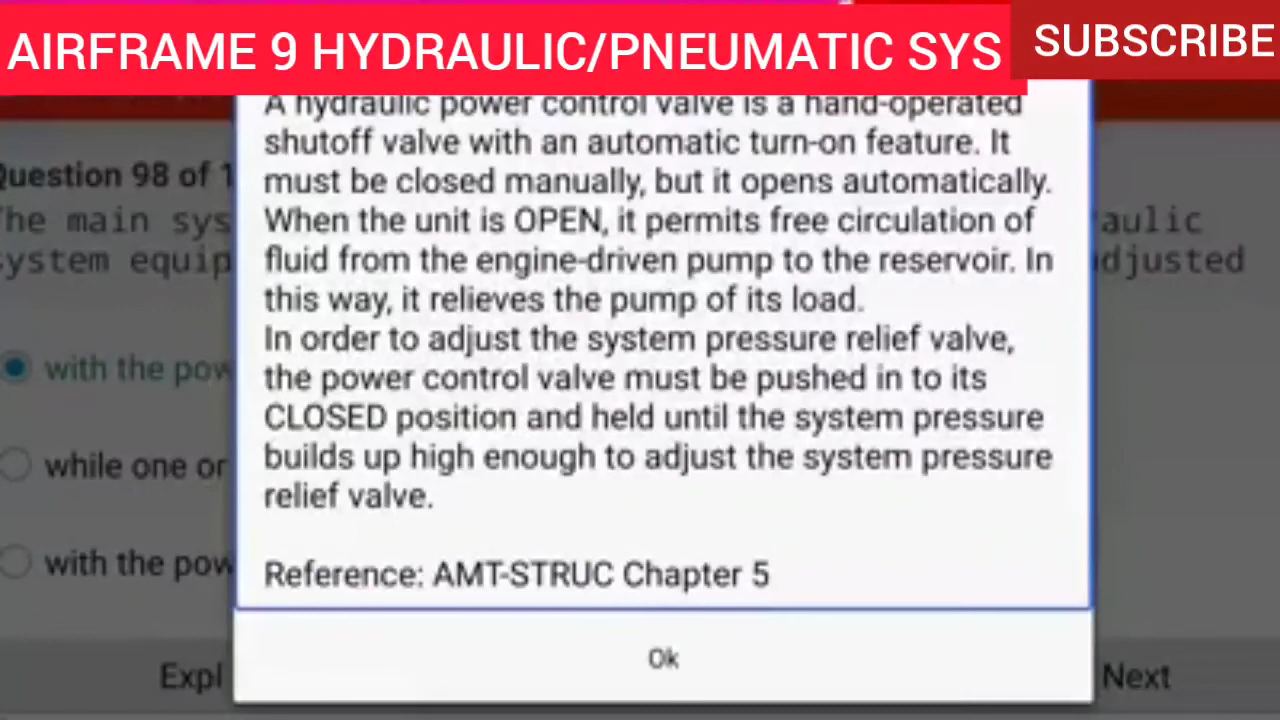 AIRFRAME 9 HYDRAULIC/PNEUMATIC SYS
SUBSCRIBE
A hydraulic power control valve is a hand-operated
shutoff valve with an automatic turn-on feature. It
must be closed manually, but it opens automatically.
When the unit is OPEN, it permits free circulation of
fluid from the engine-driven pump to the reservoir. In
this way, it relieves the pump of its load.
In order to adjust the system pressure relief valve,
the power control valve must be pushed in to its
CLOSED position and held until the system pressure
builds up high enough to adjust the system pressure
relief valve.
Reference: AMT-STRUC Chapter 5
Ok
Question 98 of 1
The main sys aulic
system equip djusted
with the pow
while one or
with the pow
Expl
Next